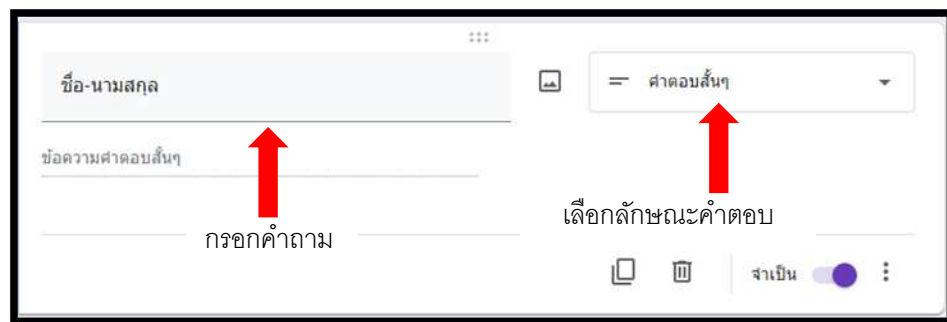 ชื่อ-นามสกุล
คำตอบสั้นๆ
ข้อความคำตอบสั้นๆ
เลือกลักษณะคำตอบ
กรอกคำถาม
จำเป็น